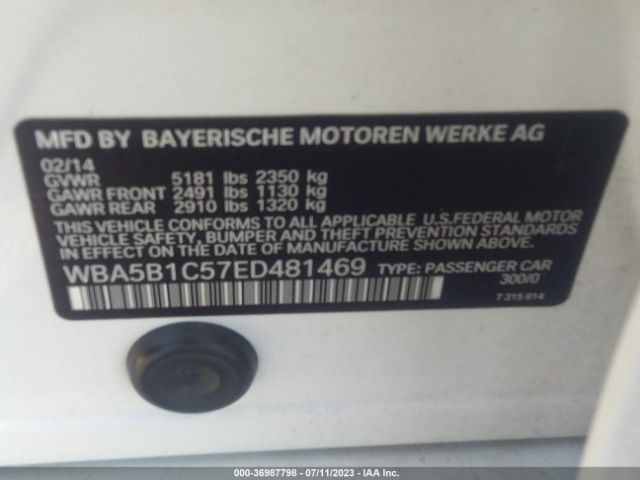 MFD BY BAYERISCHE MOTOREN WERKE AG
02/14
GVWR 5181 lbs 2350 kg
GAWR FRONT 2491 lbs 1130 kg
GAWR REAR 2910 lbs 1320 kg
THIS VEHICLE CONFORMS TO ALL APPLICABLE U.S.FEDERAL MOTOR
VEHICLE SAFETY, BUMPER AND THEFT PREVENTION STANDARDS
IN EFFECT ON THE DATE OF MANUFACTURE SHOWN ABOVE.
WBA5B1C57ED481469 TYPE: PASSENGER CAR
300/0
7 315 814
000-36987798 - 07/11/2023 - IAA Inc.